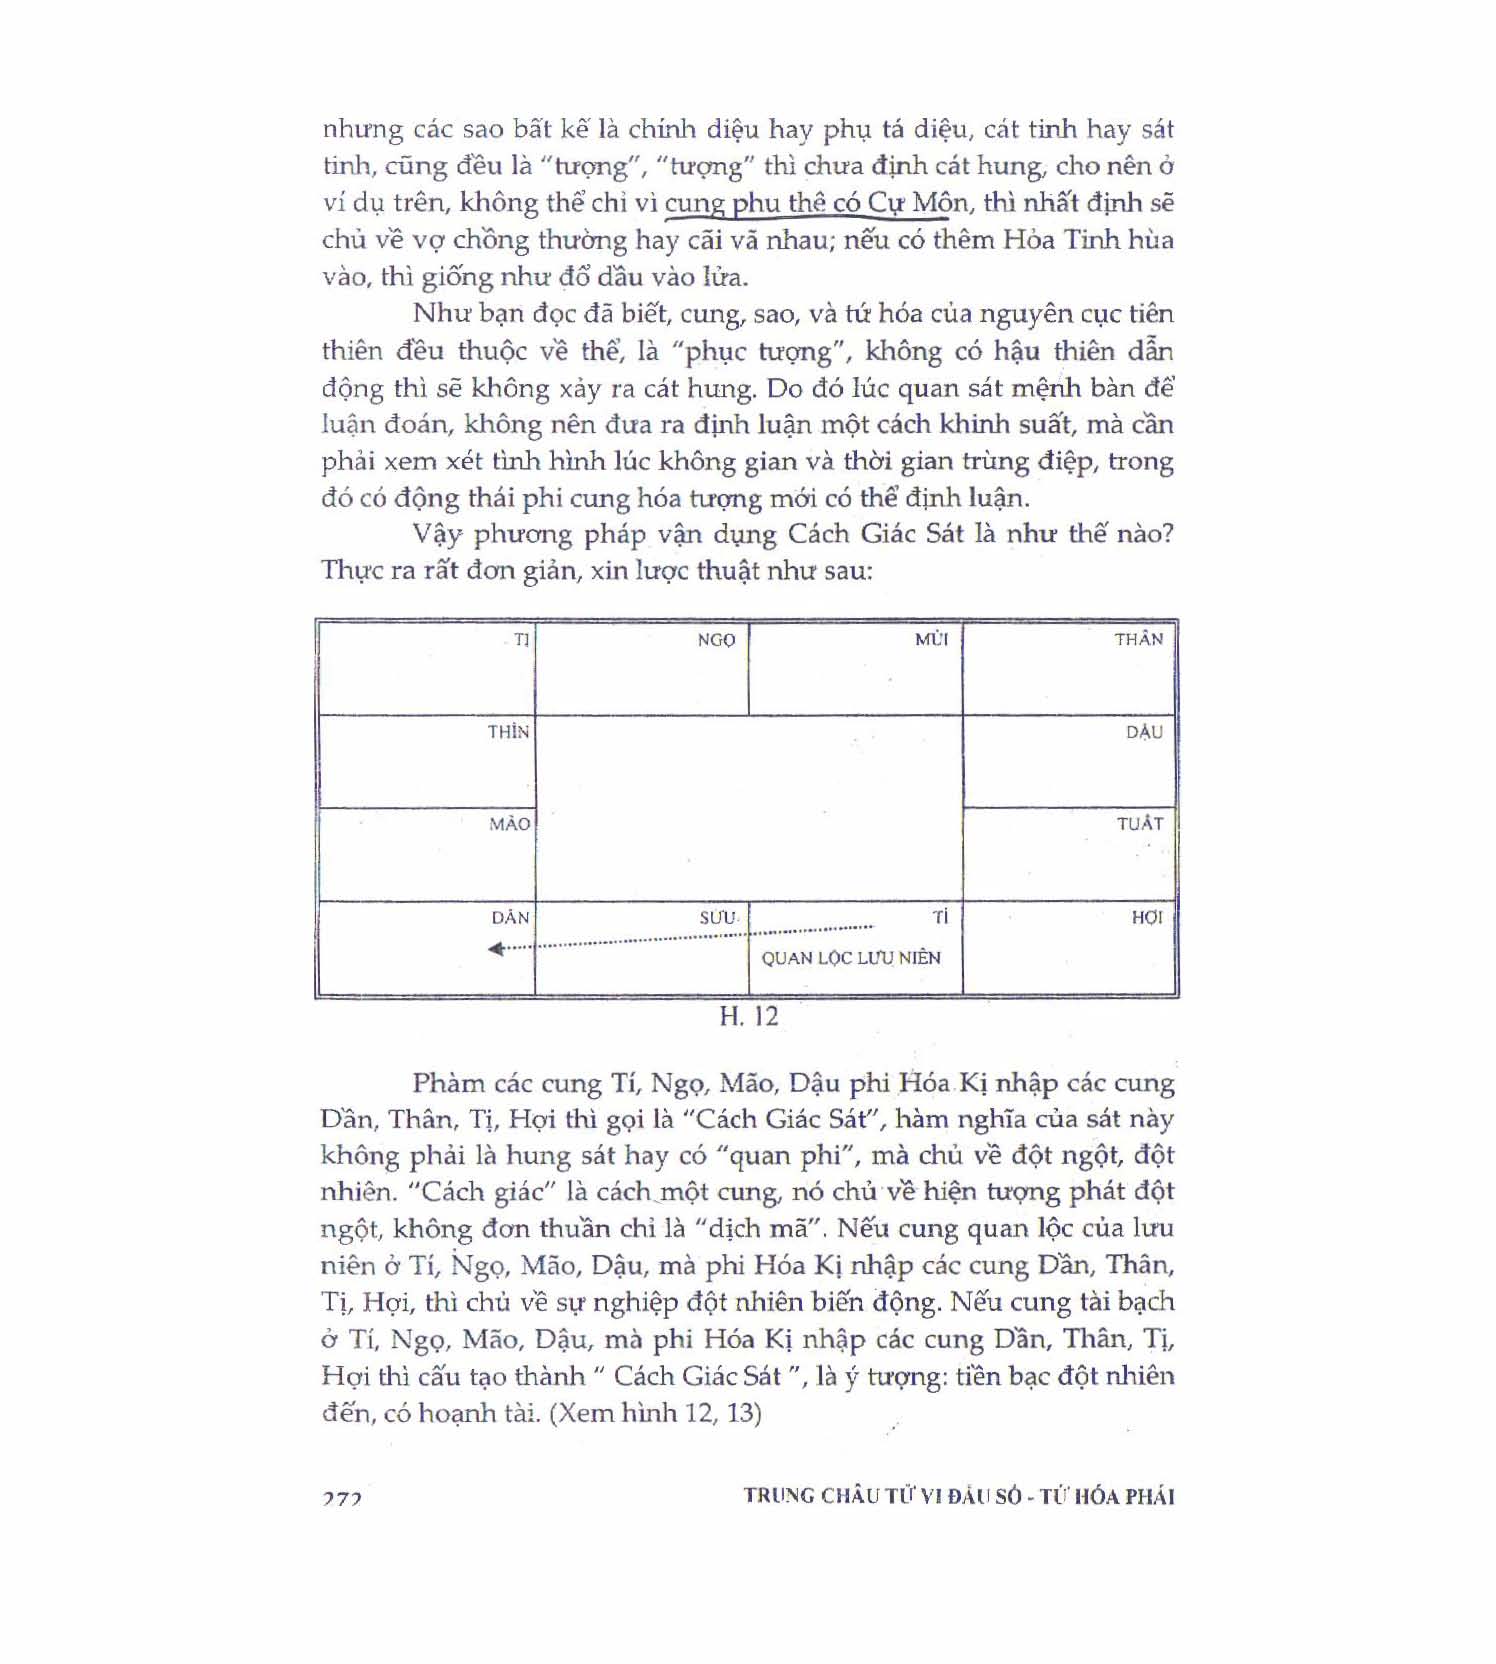 nhưng các sao bất kể là chính diệu hay phụ tá diệu, cát tinh hay sát
tinh, cũng đều là "tượng", "tượng" thì chưa định cát hung, cho nên ở
ví dụ trên, không thể chỉ vì cung phu thê có Cự Môn, thì nhất định sẽ
chủ về vợ chồng thường hay cãi vã nhau; nếu có thêm Hỏa Tinh hùa
vào, thì giống như đổ dầu vào lửa.
Như bạn đọc đã biết, cung, sao, và tứ hóa của nguyên cục tiên
thiên đều thuộc về thể, là "phục tượng", không có hậu thiên dẫn
động thì sẽ không xảy ra cát hung. Do đó lúc quan sát mệnh bàn để
luận đoán, không nên đưa ra định luận một cách khinh suất, mà cần
phải xem xét tình hình lúc không gian và thời gian trùng điệp, trong
đó có động thái phi cung hóa tượng mới có thể định luận.
Vậy phương pháp vận dụng Cách Giác Sát là như thế nào?
Thực ra rất đơn giản, xin lược thuật như sau:
TỊ NGỌ MÙI THÂN
THÌN DẬU
MÃO TUẤT
DẦN SỬU TÍ HỢI
QUAN LỘC LƯU NIÊN
H. 12
Phàm các cung Tí, Ngọ, Mão, Dậu phi Hóa Kị nhập các cung
Dần, Thân, Tị, Hợi thì gọi là "Cách Giác Sát", hàm nghĩa của sát này
không phải là hung sát hay có "quan phi", mà chủ về đột ngột, đột
nhiên. "Cách giác" là cách một cung, nó chủ về hiện tượng phát đột
ngột, không đơn thuần chỉ là "dịch mã". Nếu cung quan lộc của lưu
niên ở Tí, Ngọ, Mão, Dậu, mà phi Hóa Kị nhập các cung Dần, Thân,
Tị, Hợi, thì chủ về sự nghiệp đột nhiên biến động. Nếu cung tài bạch
ở Tí, Ngọ, Mão, Dậu, mà phi Hóa Kị nhập các cung Dần, Thân, Tị,
Hợi thì cấu tạo thành " Cách Giác Sát ", là ý tượng: tiền bạc đột nhiên
đến, có hoạnh tài. (Xem hình 12, 13)
272 TRUNG CHÂU TỬ VI ĐẨU SỐ - TỨ HÓA PHÁI